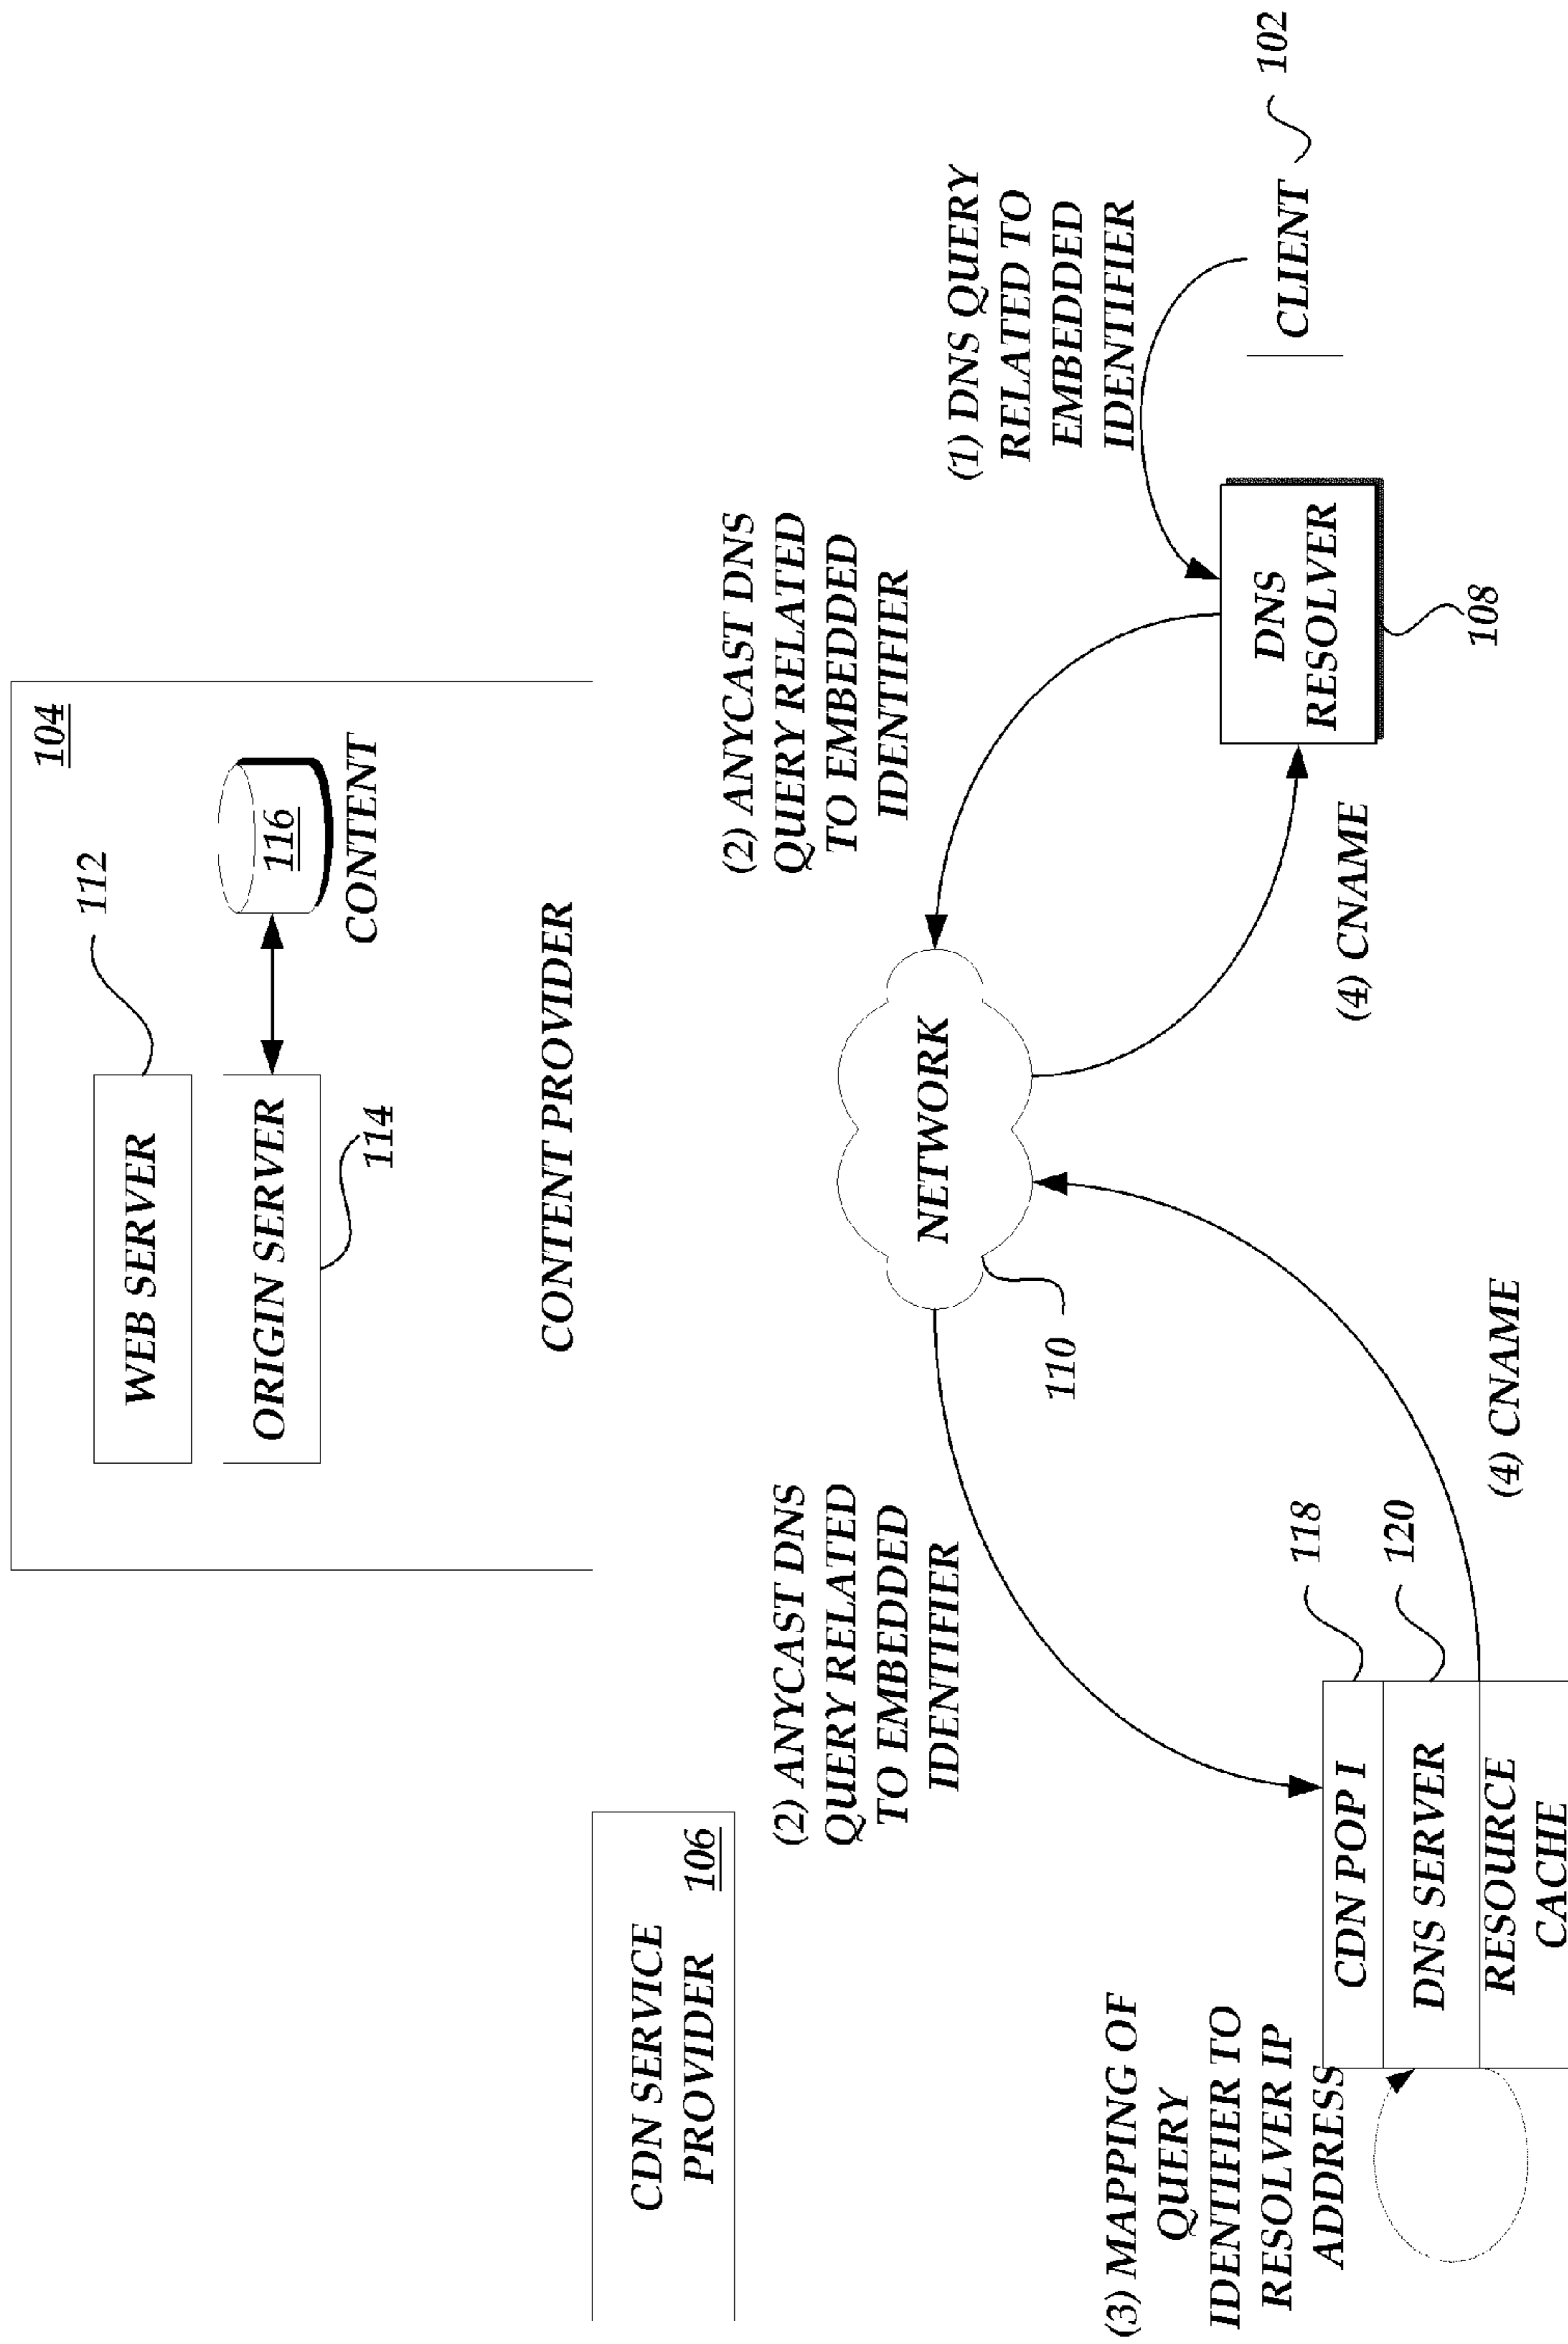 104
112
WEB SERVER
116
ORIGIN SERVER
CONTENT
114
CONTENT PROVIDER
CDN SERVICE
PROVIDER 106
(2) ANYCAST DNS
QUERY RELATED
TO EMBEDDED
IDENTIFIER
(2) ANYCAST DNS
QUERY RELATED
TO EMBEDDED
IDENTIFIER
(1) DNS QUERY
RELATED TO
EMBEDDED
IDENTIFIER
NETWORK
110
(3) MAPPING OF
QUERY
IDENTIFIER TO
RESOLVER IP
ADDRESS
118
CDN POP I
120
DNS SERVER
RESOURCE
CACHE
(4) CNAME
(4) CNAME
DNS
RESOLVER
108
CLIENT
102